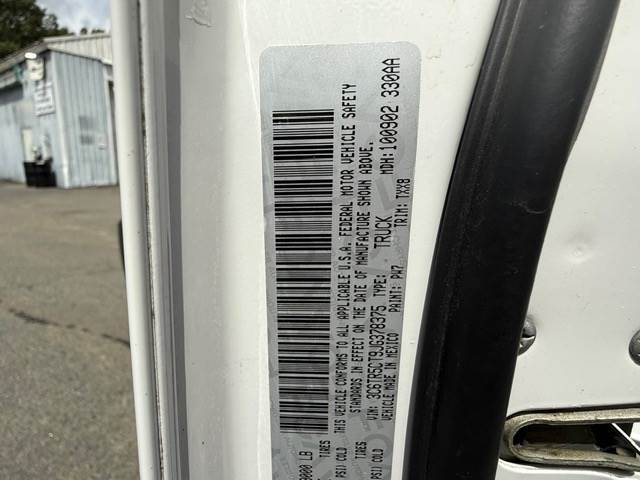 9000 LB
TIRES
PSI/ COLD
TIRES
PSI/ COLD
THIS VEHICLE CONFORMS TO ALL APPLICABLE U.S.A. FEDERAL MOTOR VEHICLE SAFETY
STANDARDS IN EFFECT ON THE DATE OF MANUFACTURE SHOWN ABOVE.
VIN: 3C6TR5CT9JG378375 TYPE: TRUCK MDH: 100902 330AA
VEHICLE MADE IN MEXICO PAINT: PW7 TRIM: TXX8